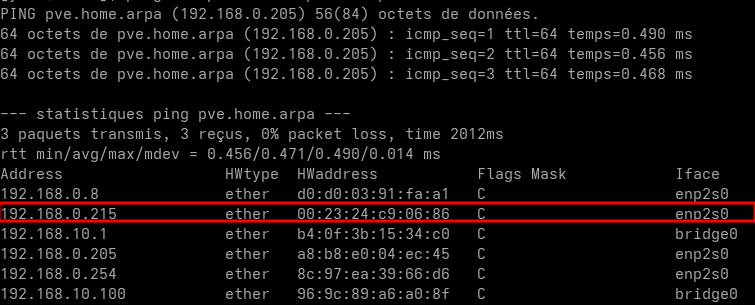 PING pve.home.arpa (192.168.0.205) 56(84) octets de données.
64 octets de pve.home.arpa (192.168.0.205) : icmp_seq=1 ttl=64 temps=0.490 ms
64 octets de pve.home.arpa (192.168.0.205) : icmp_seq=2 ttl=64 temps=0.456 ms
64 octets de pve.home.arpa (192.168.0.205) : icmp_seq=3 ttl=64 temps=0.468 ms

--- statistiques ping pve.home.arpa ---
3 paquets transmis, 3 reçus, 0% packet loss, time 2012ms
rtt min/avg/max/mdev = 0.456/0.471/0.490/0.014 ms
Address HWtype HWaddress Flags Mask Iface
192.168.0.8 ether d0:d0:03:91:fa:a1 C enp2s0
192.168.0.215 ether 00:23:24:c9:06:86 C enp2s0
192.168.10.1 ether b4:0f:3b:15:34:c0 C bridge0
192.168.0.205 ether a8:b8:e0:04:ec:45 C enp2s0
192.168.0.254 ether 8c:97:ea:39:66:d6 C enp2s0
192.168.10.100 ether 96:9c:89:a6:a0:8f C bridge0